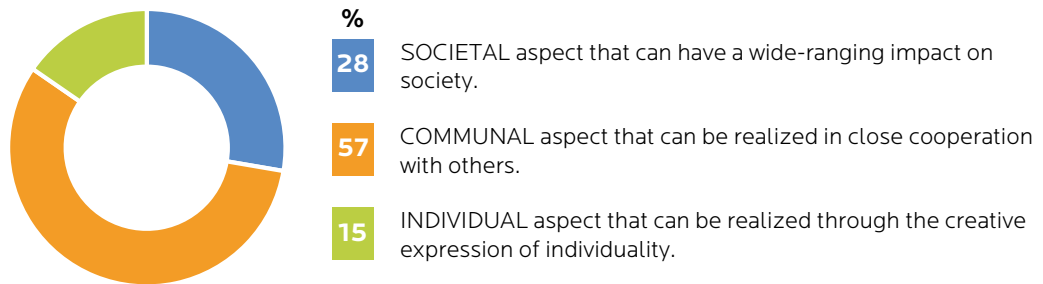 %
28
SOCIETAL aspect that can have a wide-ranging impact on
society.
57
COMMUNAL aspect that can be realized in close cooperation
with others.
15
INDIVIDUAL aspect that can be realized through the creative
expression of individuality.